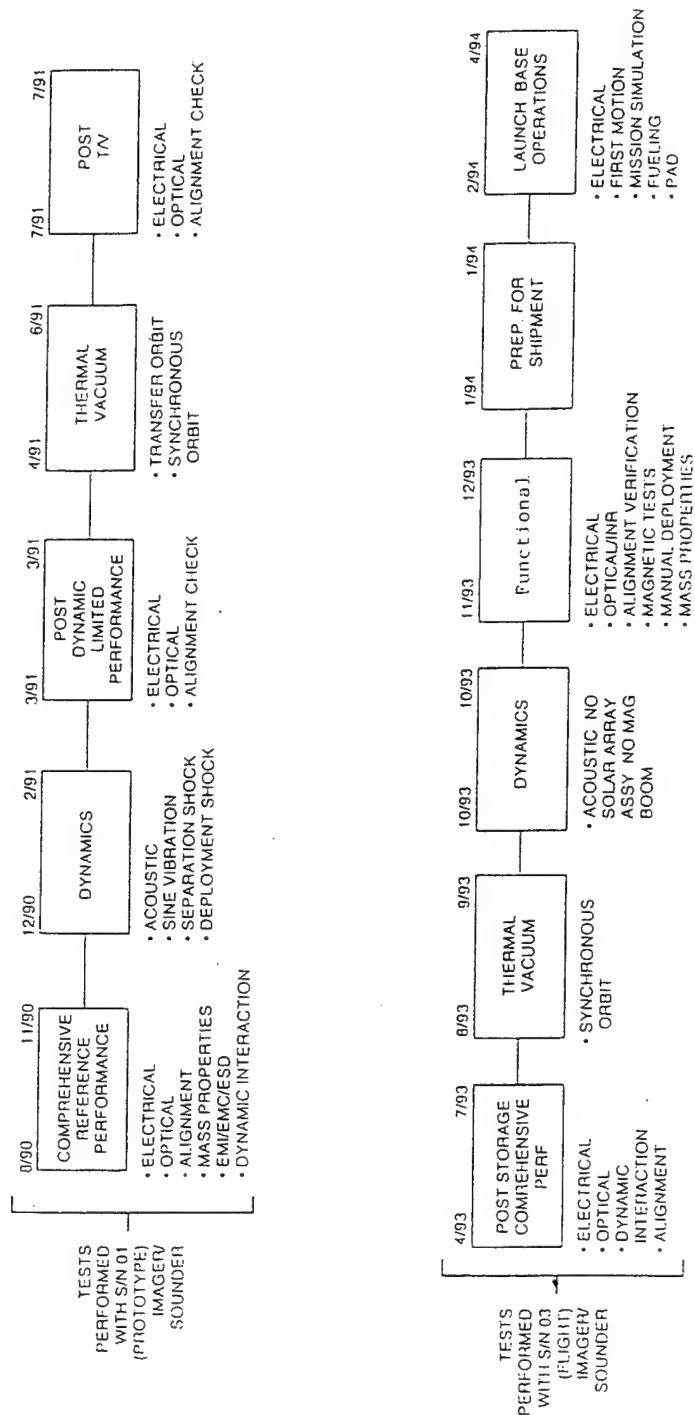 TESTS
PERFORMED
WITH S/N 01
(PROTOTYPE)
IMAGER/
SOUNDER
8/90 11/90
COMPREHENSIVE
REFERENCE
PERFORMANCE
• ELECTRICAL
• OPTICAL
• ALIGNMENT
• MASS PROPERTIES
• EMI/EMC/ESD
• DYNAMIC INTERACTION
12/90 2/91
DYNAMICS
• ACOUSTIC
• SINE VIBRATION
• SEPARATION SHOCK
• DEPLOYMENT SHOCK
3/91 3/91
POST
DYNAMIC
LIMITED
PERFORMANCE
• ELECTRICAL
• OPTICAL
• ALIGNMENT CHECK
4/91 6/91
THERMAL
VACUUM
• TRANSFER ORBIT
• SYNCHRONOUS
ORBIT
7/91 7/91
POST
T/V
• ELECTRICAL
• OPTICAL
• ALIGNMENT CHECK
TESTS
PERFORMED
WITH S/N 03
(FLIGHT)
IMAGER/
SOUNDER
4/93 7/93
POST STORAGE
COMPREHENSIVE
PERF
• ELECTRICAL
• OPTICAL
• DYNAMIC
INTERACTION
• ALIGNMENT
8/93 9/93
THERMAL
VACUUM
• SYNCHRONOUS
ORBIT
10/93 10/93
DYNAMICS
• ACOUSTIC NO
SOLAR ARRAY
ASSY NO MAG
BOOM
11/93 12/93
Functional
• ELECTRICAL
• OPTICAL/INR
• ALIGNMENT VERIFICATION
• MAGNETIC TESTS
• MANUAL DEPLOYMENT
• MASS PROPERTIES
1/94 1/94
PREP. FOR
SHIPMENT
2/94 4/94
LAUNCH BASE
OPERATIONS
• ELECTRICAL
• FIRST MOTION
• MISSION SIMULATION
• FUELING
• PAD